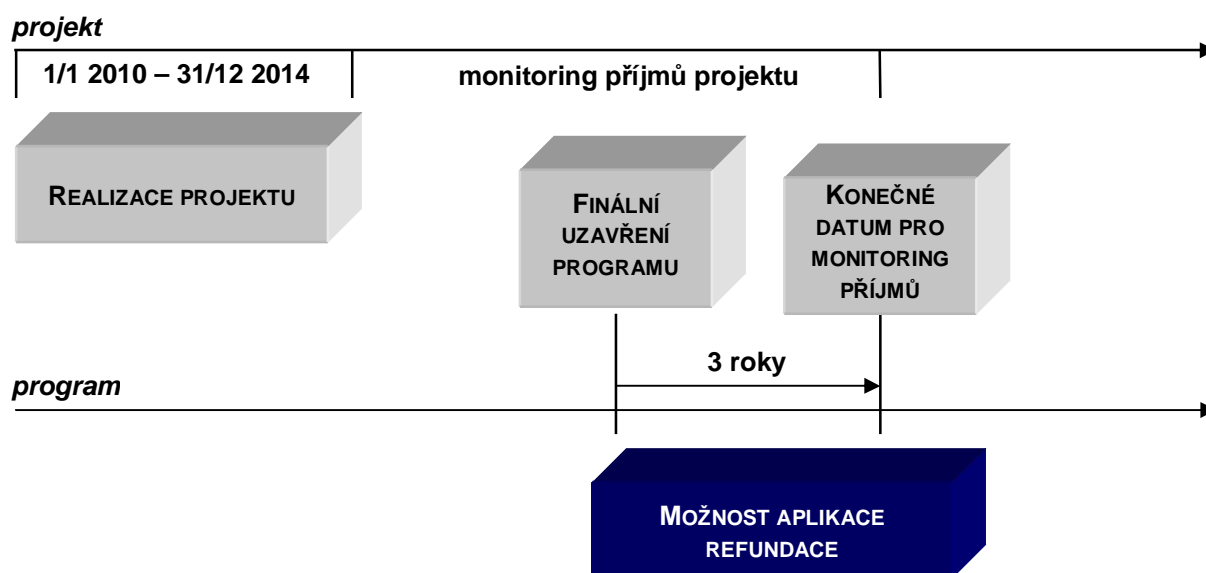 projekt
1/1 2010 – 31/12 2014
monitoring příjmů projektu
REALIZACE PROJEKTU
FINÁLNÍ
UZAVŘENÍ
PROGRAMU
KONEČNÉ
DATUM PRO
MONITORING
PŘÍJMŮ
3 roky
program
MOŽNOST APLIKACE
REFUNDACE